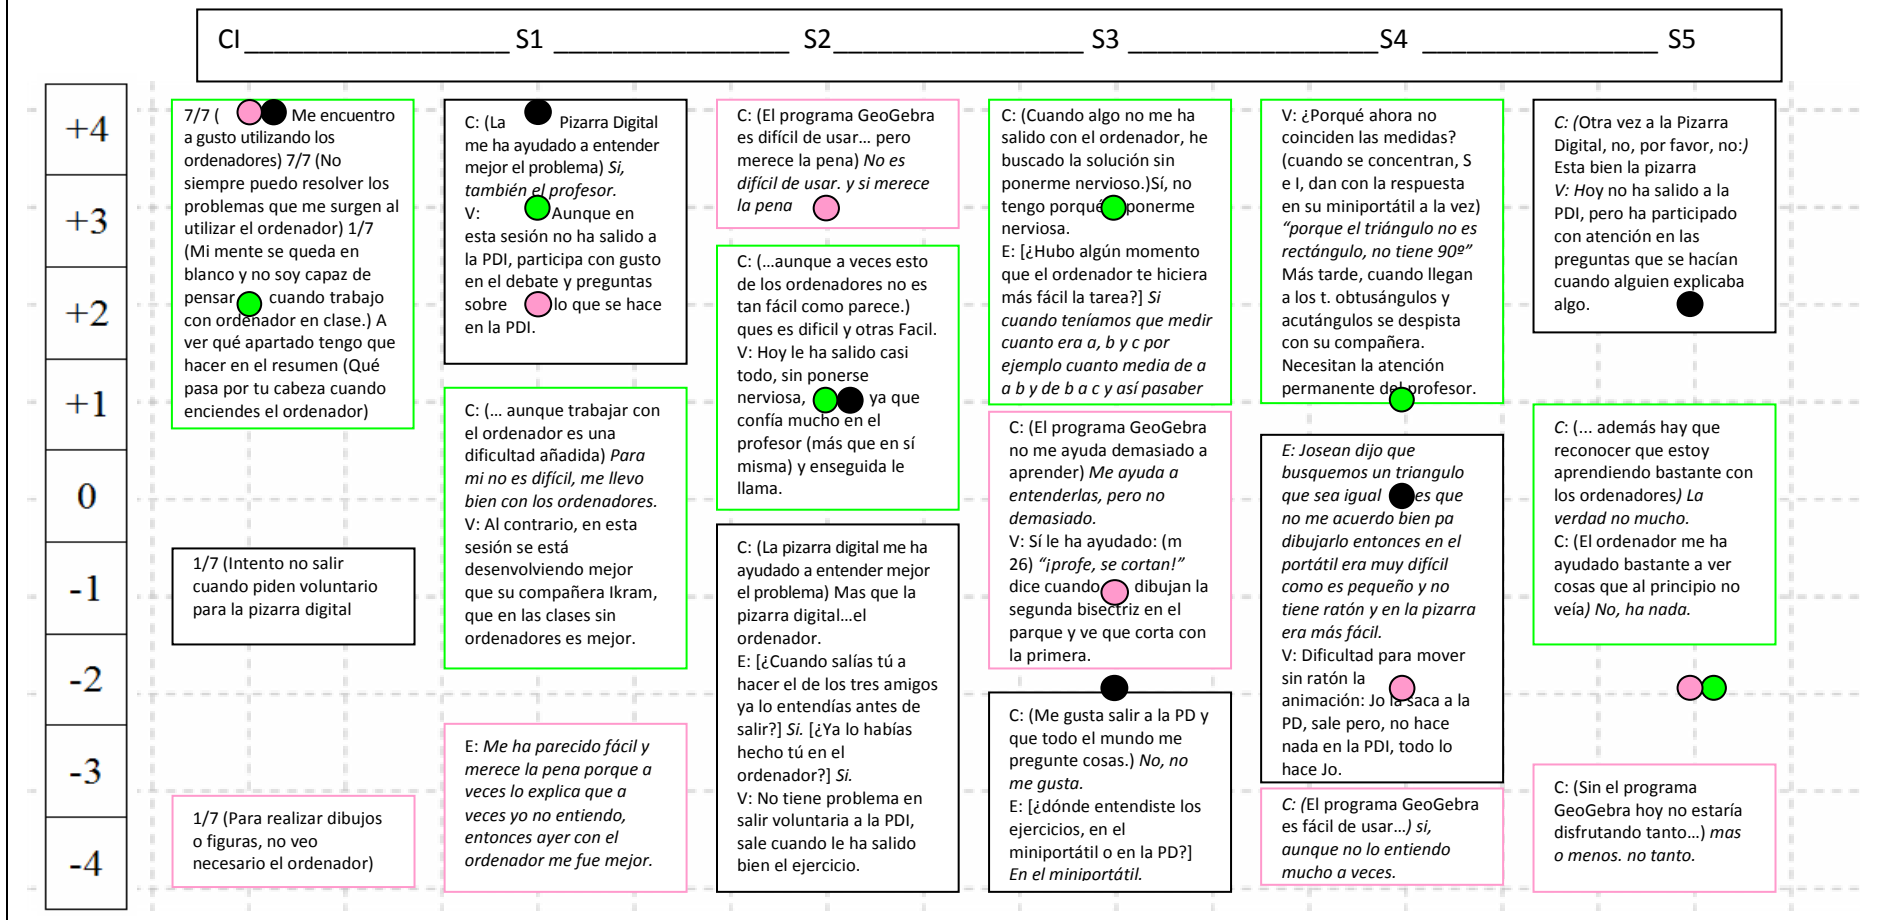 CI ___________________ S1 _________________ S2__________________ S3 __________________S4 _________________ S5
+4
+3
+2
+1
0
-1
-2
-3
-4
7/7 ( Me encuentro
a gusto utilizando los
ordenadores) 7/7 (No
siempre puedo resolver los
problemas que me surgen al
utilizar el ordenador) 1/7
(Mi mente se queda en
blanco y no soy capaz de
pensar cuando trabajo
con ordenador en clase.) A
ver qué apartado tengo que
hacer en el resumen (Qué
pasa por tu cabeza cuando
enciendes el ordenador)
1/7 (Intento no salir
cuando piden voluntario
para la pizarra digital
1/7 (Para realizar dibujos
o figuras, no veo
necesario el ordenador)
C: (La Pizarra Digital
me ha ayudado a entender
mejor el problema) Si,
también el profesor.
V: Aunque en
esta sesión no ha salido a
la PDI, participa con gusto
en el debate y preguntas
sobre lo que se hace
en la PDI.
C: (... aunque trabajar con
el ordenador es una
dificultad añadida) Para
mi no es difícil, me llevo
bien con los ordenadores.
V: Al contrario, en esta
sesión se está
desenvolviendo mejor
que su compañera Ikram,
que en las clases sin
ordenadores es mejor.
E: Me ha parecido fácil y
merece la pena porque a
veces lo explica que a
veces yo no entiendo,
entonces ayer con el
ordenador me fue mejor.
C: (El programa GeoGebra
es difícil de usar... pero
merece la pena) No es
difícil de usar. y si merece
la pena
C: (...aunque a veces esto
de los ordenadores no es
tan fácil como parece.)
ques es dificil y otras Facil.
V: Hoy le ha salido casi
todo, sin ponerse
nerviosa, ya que
confía mucho en el
profesor (más que en sí
misma) y enseguida le
llama.
C: (La pizarra digital me ha
ayudado a entender mejor
el problema) Mas que la
pizarra digital...el
ordenador.
E: [¿Cuando salías tú a
hacer el de los tres amigos
ya lo entendías antes de
salir?] Si. [¿Ya lo habías
hecho tú en el
ordenador?] Si.
V: No tiene problema en
salir voluntaria a la PDI,
sale cuando le ha salido
bien el ejercicio.
C: (Cuando algo no me ha
salido con el ordenador, he
buscado la solución sin
ponerme nervioso.)Sí, no
tengo porqué ponerme
nerviosa.
E: [¿Hubo algún momento
que el ordenador te hiciera
más fácil la tarea?] Si
cuando teníamos que medir
cuanto era a, b y c por
ejemplo cuanto media de a
a b y de b a c y así pasaber
C: (El programa GeoGebra
no me ayuda demasiado a
aprender) Me ayuda a
entenderlas, pero no
demasiado.
V: Sí le ha ayudado: (m
26) “¡profe, se cortan!”
dice cuando dibujan la
segunda bisectriz en el
parque y ve que corta con
la primera.
C: (Me gusta salir a la PD y
que todo el mundo me
pregunte cosas.) No, no
me gusta.
E: [¿dónde entendiste los
ejercicios, en el
miniportátil o en la PD?]
En el miniportátil.
V: ¿Porqué ahora no
coinciden las medidas?
(cuando se concentran, S
e I, dan con la respuesta
en su miniportátil a la vez)
“porque el triángulo no es
rectángulo, no tiene 90º”
Más tarde, cuando llegan
a los t. obtusángulos y
acutángulos se despista
con su compañera.
Necesitan la atención
permanente del profesor.
E: Josean dijo que
busquemos un triangulo
que sea igual es que
no me acuerdo bien pa
dibujarlo entonces en el
portátil era muy difícil
como es pequeño y no
tiene ratón y en la pizarra
era más fácil.
V: Dificultad para mover
sin ratón la
animación: Jo la saca a la
PD, sale pero, no hace
nada en la PDI, todo lo
hace Jo.
C: (El programa GeoGebra
es fácil de usar...) si,
aunque no lo entiendo
mucho a veces.
C: (Otra vez a la Pizarra
Digital, no, por favor, no:)
Esta bien la pizarra
V: Hoy no ha salido a la
PDI, pero ha participado
con atención en las
preguntas que se hacían
cuando alguien explicaba
algo.
C: (... además hay que
reconocer que estoy
aprendiendo bastante con
los ordenadores) La
verdad no mucho.
C: (El ordenador me ha
ayudado bastante a ver
cosas que al principio no
veía) No, ha nada.
C: (Sin el programa
GeoGebra hoy no estaría
disfrutando tanto...) mas
o menos. no tanto.